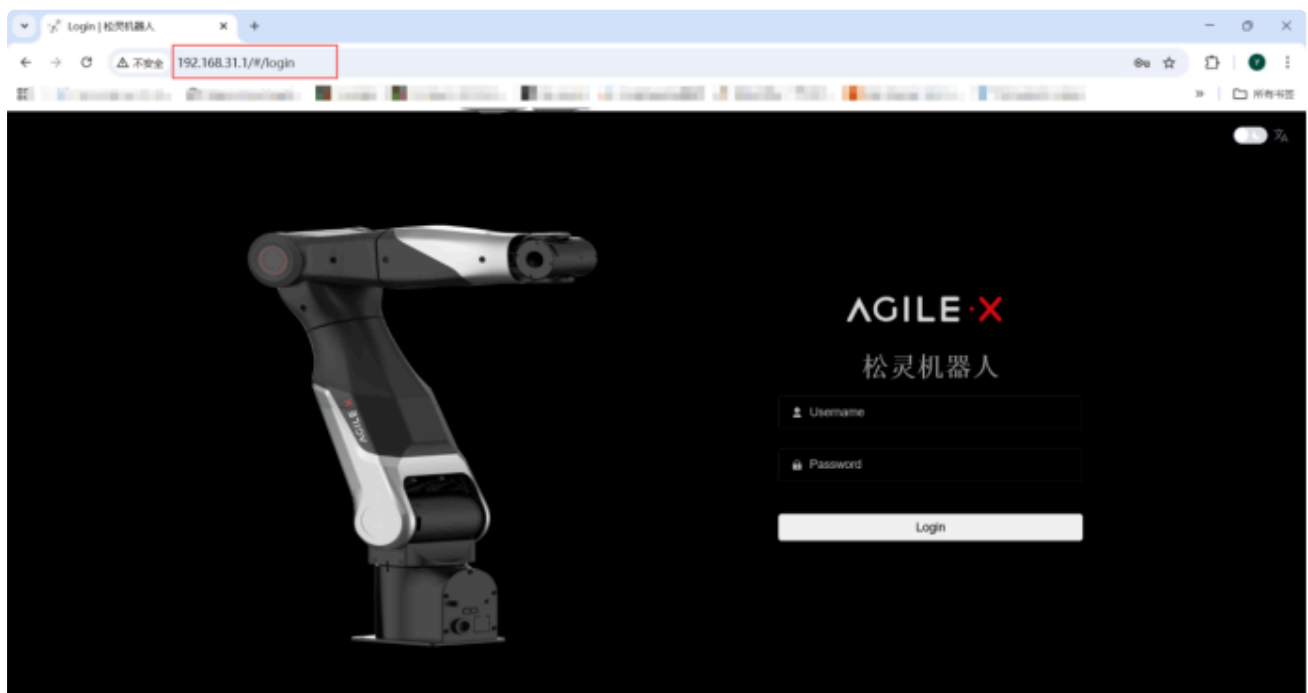 Login | 松灵机器人
不安全 192.168.31.1/#/login
所有书签
AGILE·X
松灵机器人
AGILE X
Username
Password
Login